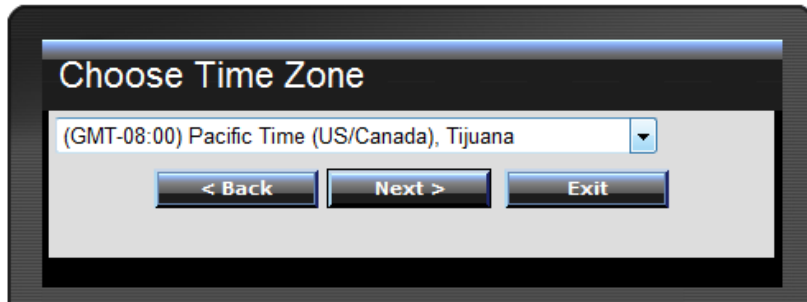 Choose Time Zone
(GMT-08:00) Pacific Time (US/Canada), Tijuana
< Back Next > Exit